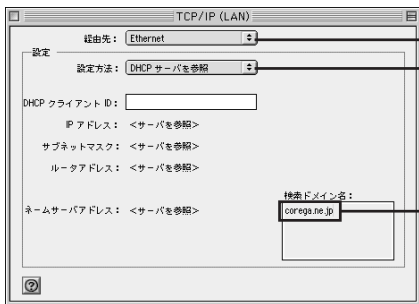 TCP/IP (LAN)
経由先： Ethernet
設定
設定方法： DHCP サーバを参照
DHCP クライアント ID：
IP アドレス： <サーバを参照>
サブネットマスク： <サーバを参照>
ルータアドレス： <サーバを参照>
検索ドメイン名：
ネームサーバアドレス： <サーバを参照>
corega.ne.jp
?